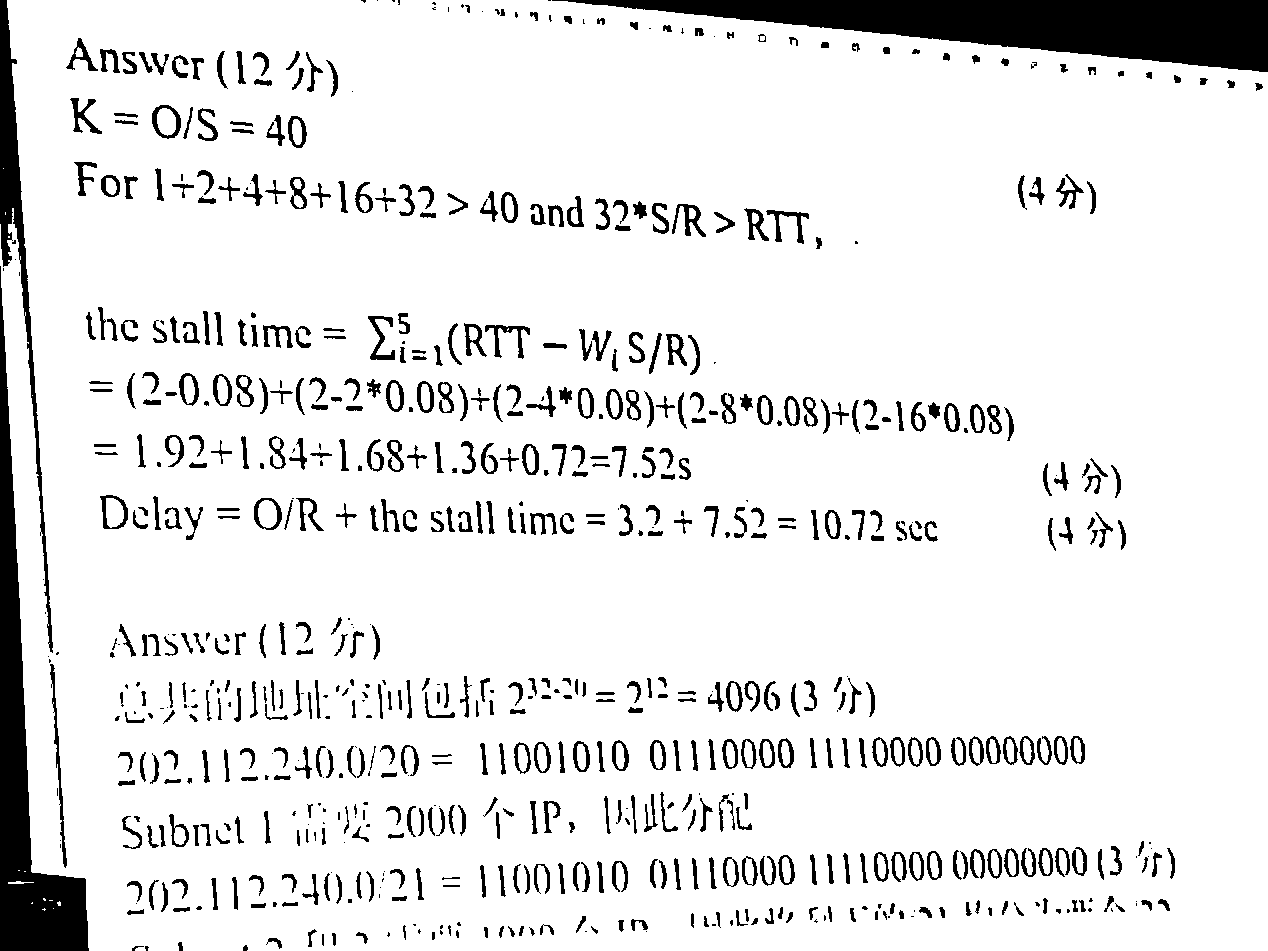 Answer (12 分)
K = O/S = 40
For 1+2+4+8+16+32 > 40 and 32*S/R > RTT, (4 分)
the stall time = ∑⁵ᵢ₌₁(RTT − Wᵢ S/R)
= (2-0.08)+(2-2*0.08)+(2-4*0.08)+(2-8*0.08)+(2-16*0.08)
= 1.92+1.84+1.68+1.36+0.72=7.52s (4 分)
Delay = O/R + the stall time = 3.2 + 7.52 = 10.72 sec (4 分)
Answer (12 分)
总共的地址空间包括 2³²⁻²⁰ = 2¹² = 4096 (3 分)
202.112.240.0/20 = 11001010 01110000 11110000 00000000
Subnet 1 需要 2000 个 IP，因此分配
202.112.240.0/21 = 11001010 01110000 11110000 00000000 (3 分)